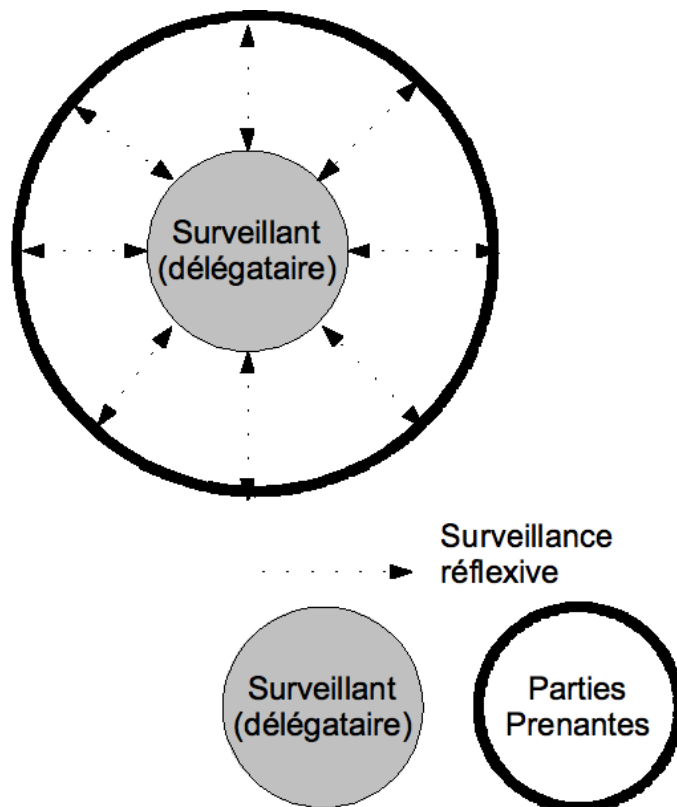 Surveillant
(délégataire)
Surveillance
réflexive
Surveillant
(délégataire)
Parties
Prenantes